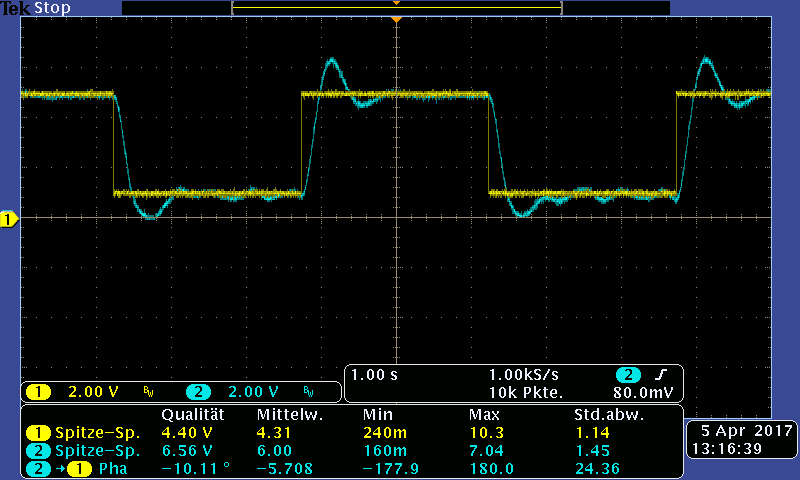 Tek Stop
1
1 2.00 V BW 2 2.00 V BW
1.00 s 1.00kS/s 2
10k Pkte. 80.0mV
Qualität Mittelw. Min Max Std.abw.
1 Spitze-Sp. 4.40 V 4.31 240m 10.3 1.14
2 Spitze-Sp. 6.56 V 6.00 160m 7.04 1.45
2 → 1 Pha -10.11 ° -5.708 -177.9 180.0 24.36
5 Apr 2017
13:16:39